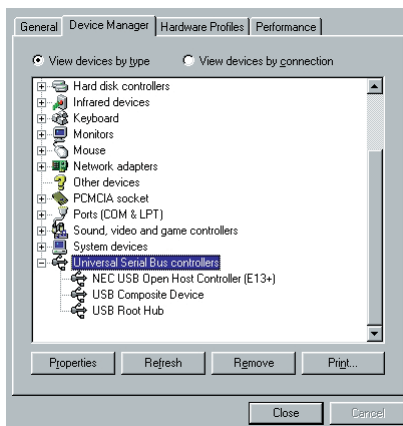 General Device Manager Hardware Profiles Performance
View devices by type View devices by connection
Hard disk controllers
Infrared devices
Keyboard
Monitors
Mouse
Network adapters
Other devices
PCMCIA socket
Ports (COM & LPT)
Sound, video and game controllers
System devices
Universal Serial Bus controllers
NEC USB Open Host Controller (E13+)
USB Composite Device
USB Root Hub
Properties Refresh Remove Print...
Close Cancel